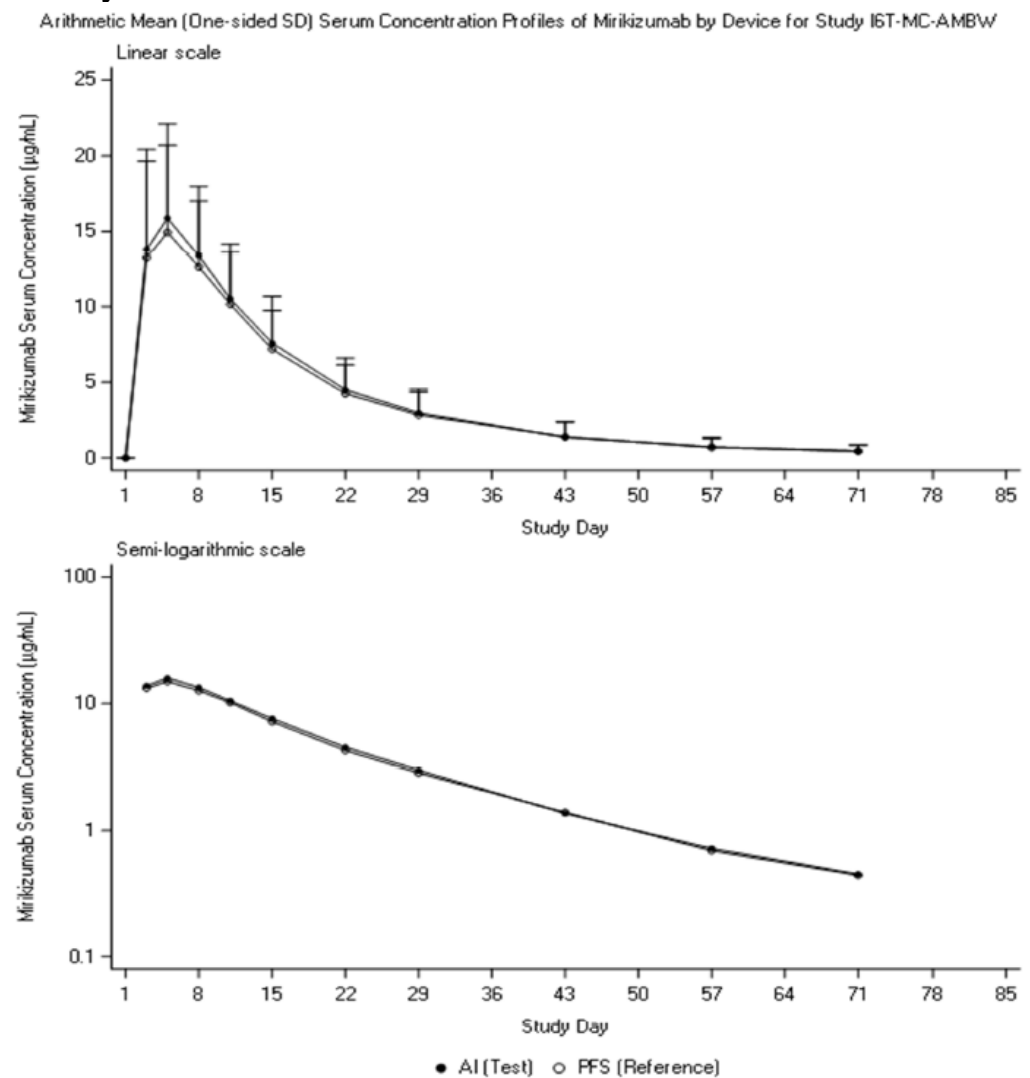 Arithmetic Mean (One-sided SD) Serum Concentration Profiles of Mirikizumab by Device for Study I6T-MC-AMBW
Linear scale
Mirikizumab Serum Concentration (µg/mL)
25
20
15
10
5
0
1 8 15 22 29 36 43 50 57 64 71 78 85
Study Day
Semi-logarithmic scale
Mirikizumab Serum Concentration (µg/mL)
100
10
1
0.1
1 8 15 22 29 36 43 50 57 64 71 78 85
Study Day
AI (Test) PFS (Reference)